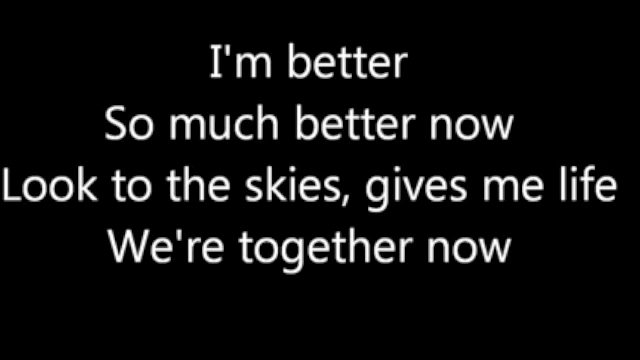 I'm better
So much better now
Look to the skies, gives me life
We're together now